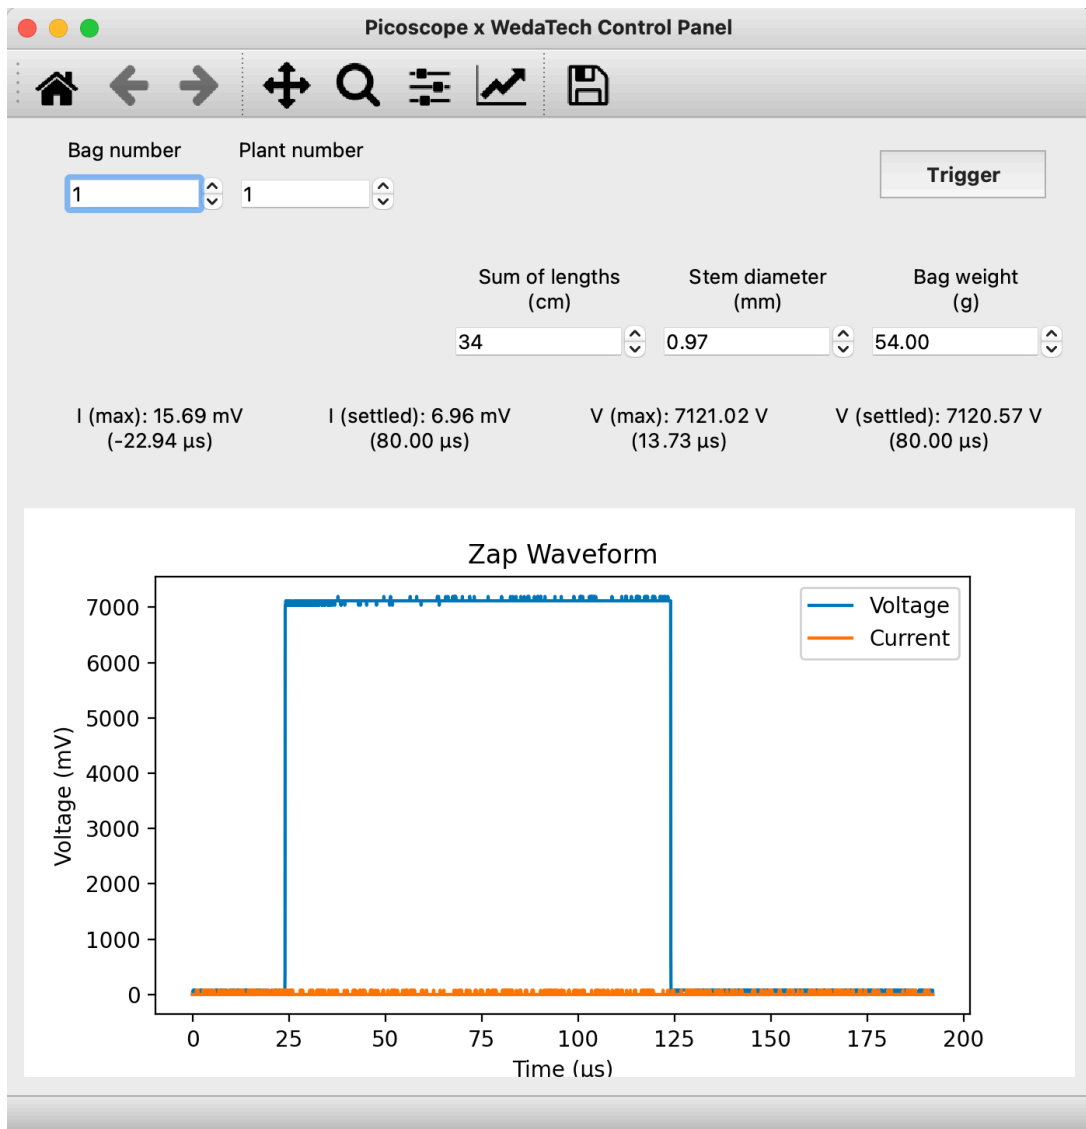 Picoscope x WedaTech Control Panel
Bag number
Plant number
1
1
Trigger
Sum of lengths
(cm)
Stem diameter
(mm)
Bag weight
(g)
34
0.97
54.00
I (max): 15.69 mV
(-22.94 µs)
I (settled): 6.96 mV
(80.00 µs)
V (max): 7121.02 V
(13.73 µs)
V (settled): 7120.57 V
(80.00 µs)
Zap Waveform
Voltage
Current
Voltage (mV)
7000
6000
5000
4000
3000
2000
1000
0
0 25 50 75 100 125 150 175 200
Time (µs)